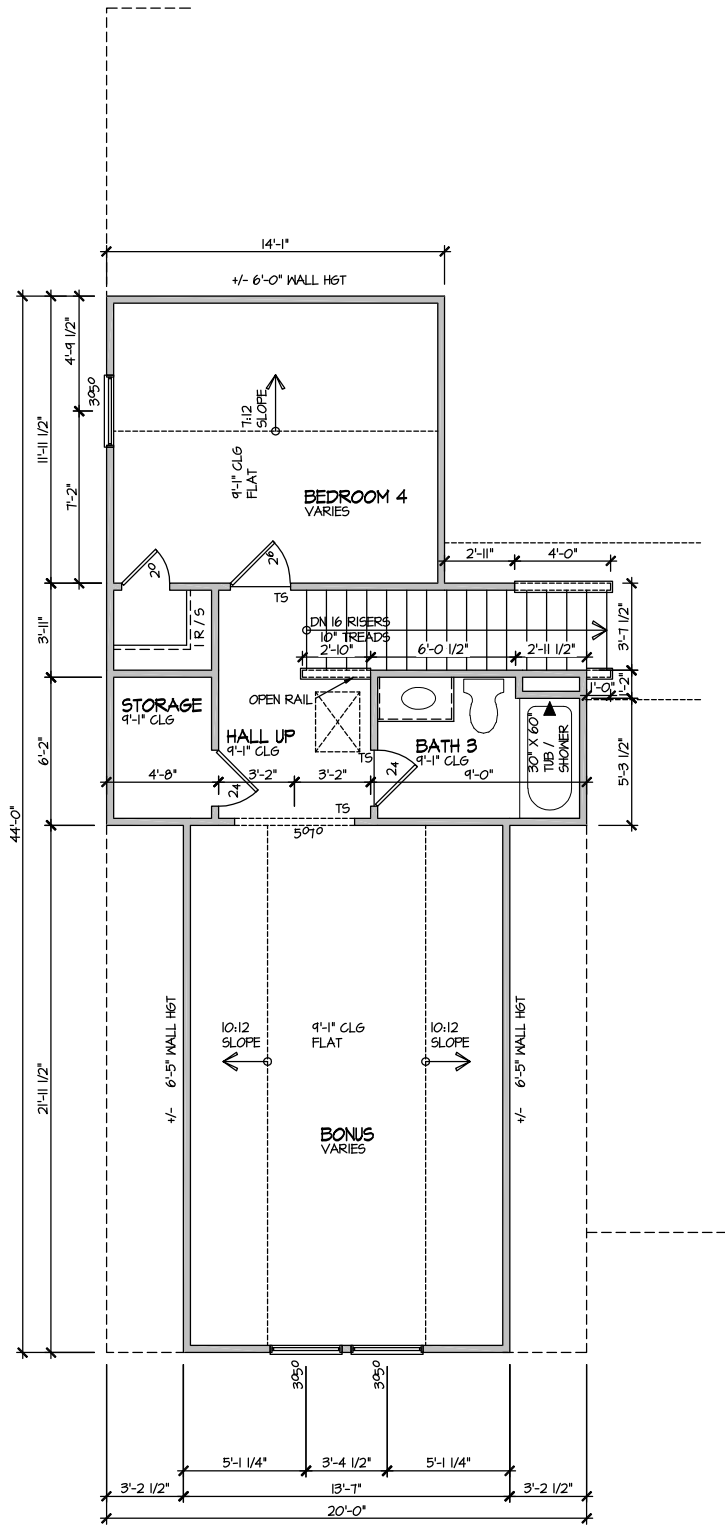 14'-1"
+/- 6'-0" WALL HGT
4'-9 1/2"
3050
11'-11 1/2"
7'-2"
7:12
SLOPE
9'-1" CLG
FLAT
BEDROOM 4
VARIES
20
26
2'-11"
4'-0"
TS
1 R / S
3'-11"
DN 16 RISERS
10" TREADS
3'-7 1/2"
2'-10"
6'-0 1/2"
2'-11 1/2"
1'-0"
OPEN RAIL
STORAGE
9'-1" CLG
HALL UP
9'-1" CLG
TS
BATH 3
9'-1" CLG
30" X 60"
TUB /
SHOWER
6'-2"
5'-3 1/2"
4'-8"
3'-2"
3'-2"
9'-0"
24
24
TS
5070
44'-0"
21'-11 1/2"
+/- 6'-5" WALL HGT
10:12
SLOPE
9'-1" CLG
FLAT
10:12
SLOPE
+/- 6'-5" WALL HGT
BONUS
VARIES
3050
3050
5'-1 1/4"
3'-4 1/2"
5'-1 1/4"
3'-2 1/2"
13'-7"
3'-2 1/2"
20'-0"